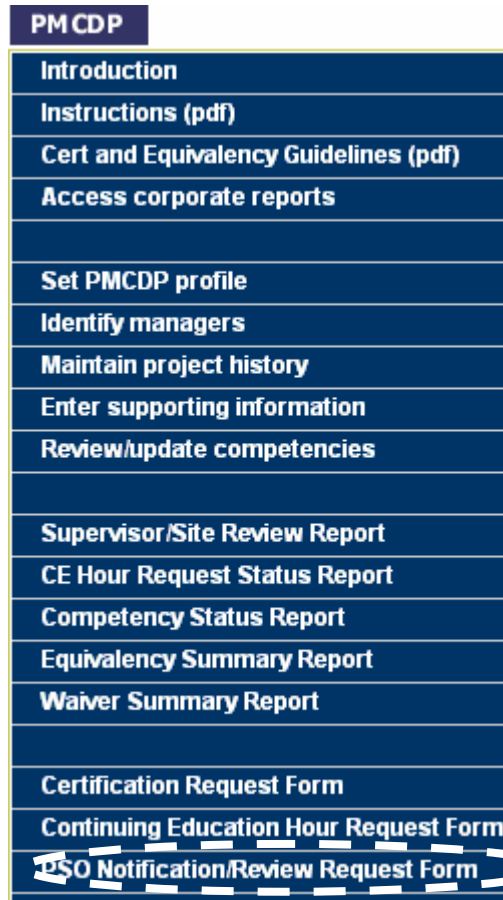 PMCDP
Introduction
Instructions (pdf)
Cert and Equivalency Guidelines (pdf)
Access corporate reports
Set PMCDP profile
Identify managers
Maintain project history
Enter supporting information
Review/update competencies
Supervisor/Site Review Report
CE Hour Request Status Report
Competency Status Report
Equivalency Summary Report
Waiver Summary Report
Certification Request Form
Continuing Education Hour Request Form
PSO Notification/Review Request Form